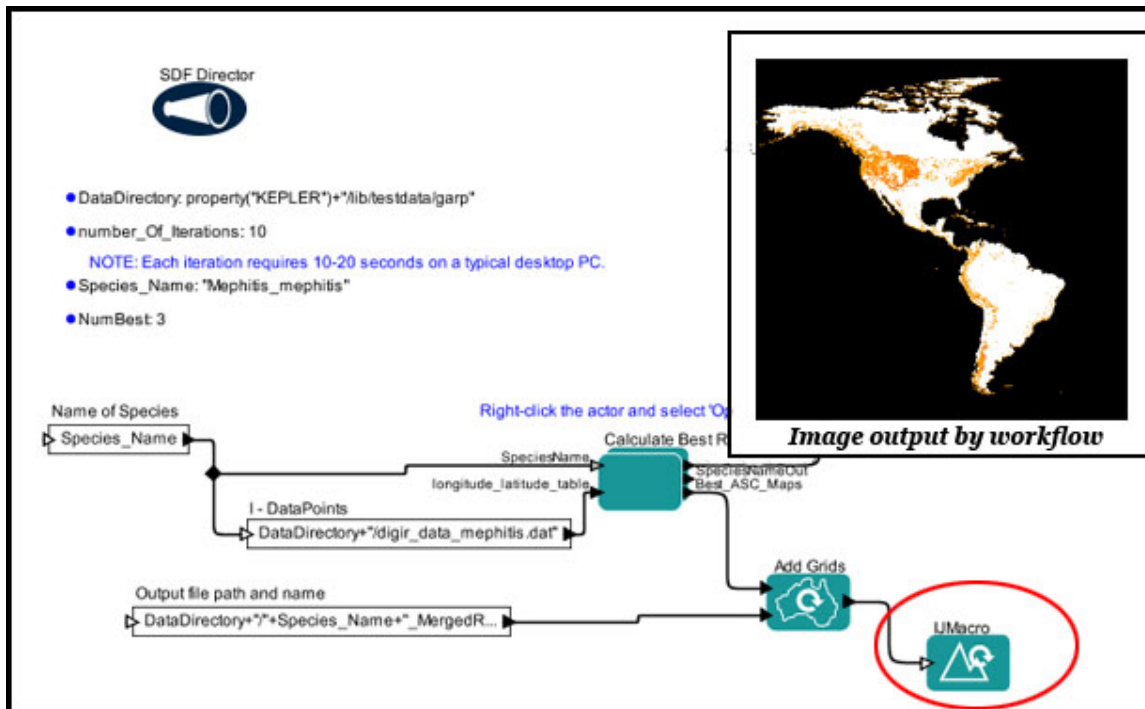 SDF Director
DataDirectory: property("KEPLER")+"/lib/testdata/garp"
number_Of_Iterations: 10
NOTE: Each iteration requires 10-20 seconds on a typical desktop PC.
Species_Name: "Mephitis_mephitis"
NumBest: 3
Image output by workflow
Name of Species
Species_Name
Right-click the actor and select 'Op
Calculate Best R
SpeciesName
longitude_latitude_table
SpeciesNameOut
Best_ASC_Maps
I - DataPoints
DataDirectory+"/digir_data_mephitis.dat"
Output file path and name
DataDirectory+"/"+Species_Name+"_MergedR...
Add Grids
IJMacro